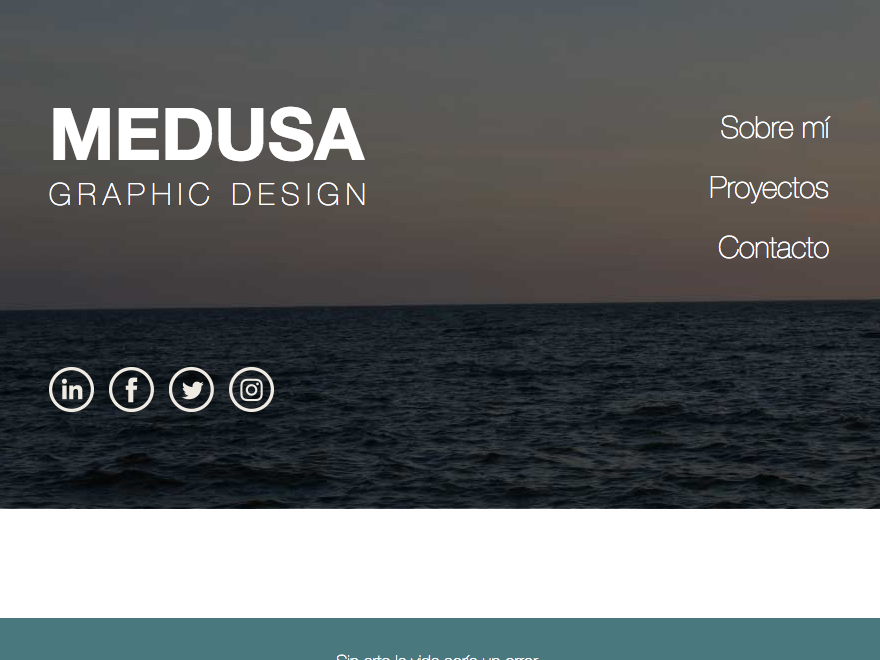 MEDUSA
GRAPHIC DESIGN
Sobre mí
Proyectos
Contacto
in
f
Sin arte la vida sería un error